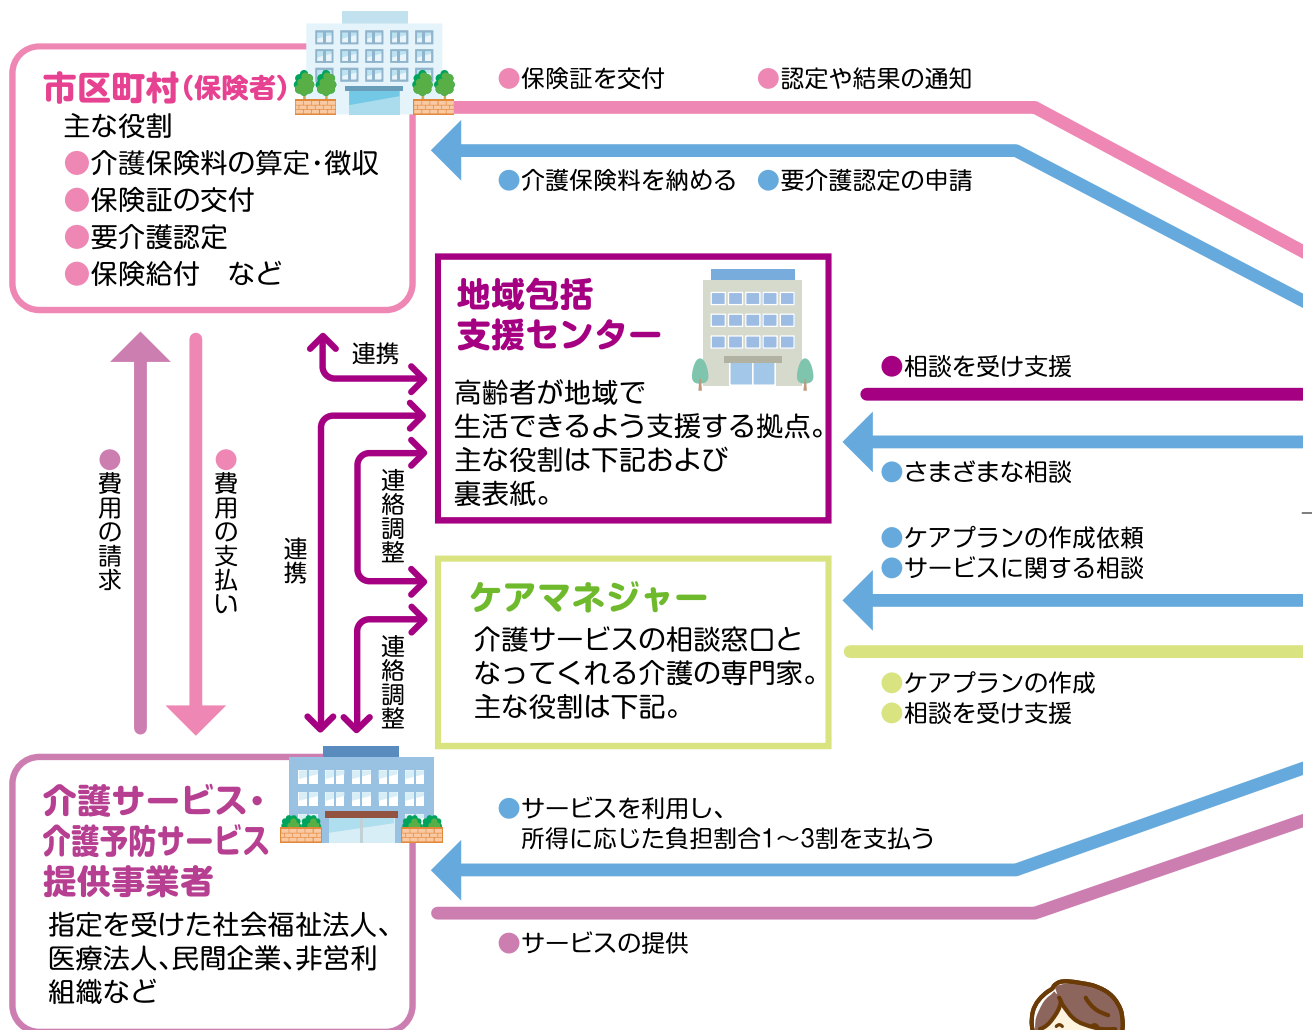 市区町村(保険者)
主な役割
●介護保険料の算定・徴収
●保険証の交付
●要介護認定
●保険給付　など
●保険証を交付
●認定や結果の通知
●介護保険料を納める
●要介護認定の申請
地域包括
支援センター
高齢者が地域で
生活できるよう支援する拠点。
主な役割は下記および
裏表紙。
連携
連絡調整
連携
連絡調整
●費用の請求
●費用の支払い
●相談を受け支援
●さまざまな相談
●ケアプランの作成依頼
●サービスに関する相談
ケアマネジャー
介護サービスの相談窓口と
なってくれる介護の専門家。
主な役割は下記。
●ケアプランの作成
●相談を受け支援
介護サービス・
介護予防サービス
提供事業者
指定を受けた社会福祉法人、
医療法人、民間企業、非営利
組織など
●サービスを利用し、
所得に応じた負担割合1～3割を支払う
●サービスの提供